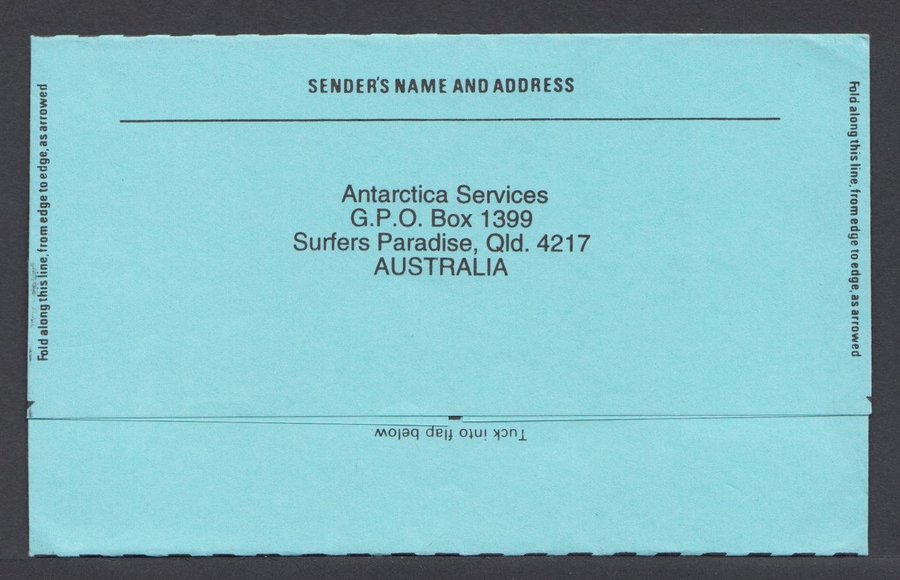 SENDER'S NAME AND ADDRESS
Fold along this line, from edge to edge, as arrowed
Fold along this line, from edge to edge, as arrowed
Antarctica Services
G.P.O. Box 1399
Surfers Paradise, Qld. 4217
AUSTRALIA
Tuck into flap below